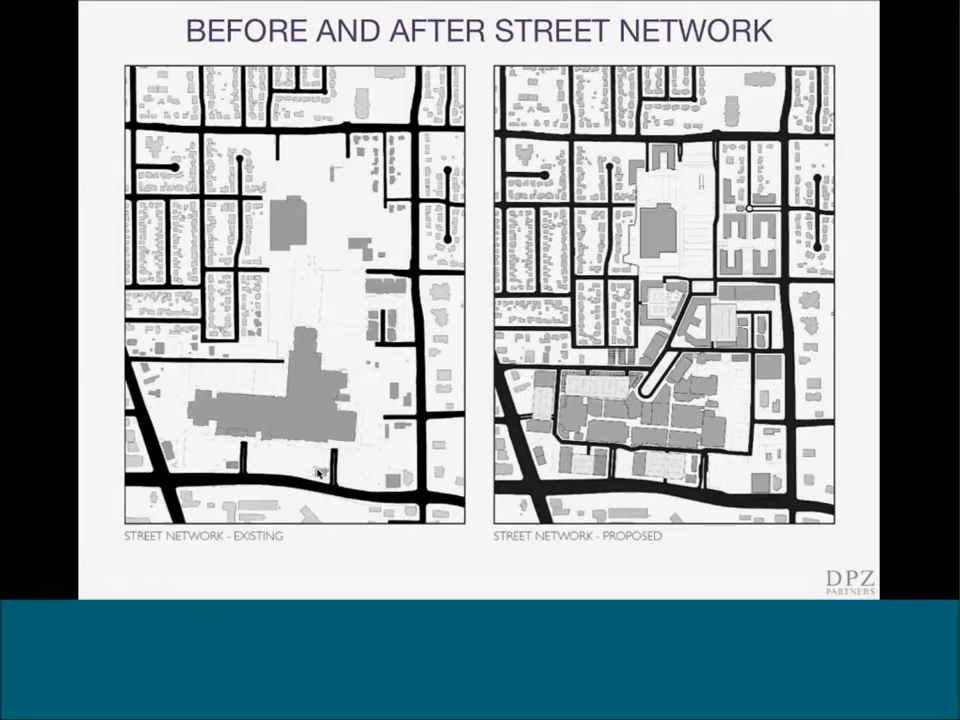 BEFORE AND AFTER STREET NETWORK
STREET NETWORK - EXISTING
STREET NETWORK - PROPOSED
DPZ
PARTNERS